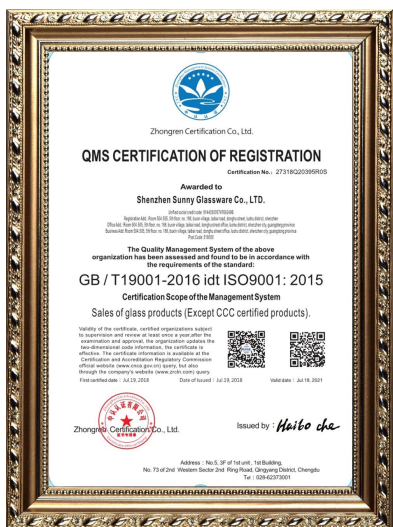 Zhongren Certification Co., Ltd.
QMS CERTIFICATION OF REGISTRATION
Certification No.: 27318Q20395R0S
Awarded to
Shenzhen Sunny Glassware Co., LTD.
The Quality Management System of the above
organization has been assessed and found to be in accordance with
the requirements of the standard:
GB / T19001-2016 idt ISO9001: 2015
Certification Scope of the Management System
Sales of glass products (Except CCC certified products).
Validity of the certificate, certified organizations subject
to supervision and review at least once a year,after the
examination and approval, the organization updates the
two-dimensional code information, the certificate is
effective. The certificate information is available at the
Certification and Accreditation Regulatory Commission
official website (www.cnca.gov.cn) query, but also
through the company's website (www.zrcln.com) query.
First certified date : Jul.19, 2018 Date of Issued : Jul.19, 2018 Valid date : Jul.18, 2021
Zhongren Certification Co., Ltd.
Issued by : Haibo che
Address : No.5, 3F of 1st unit , 1st Building,
No. 73 of 2nd Western Sector 2nd Ring Road, Qingyang District, Chengdu
Tel : 028-62373001